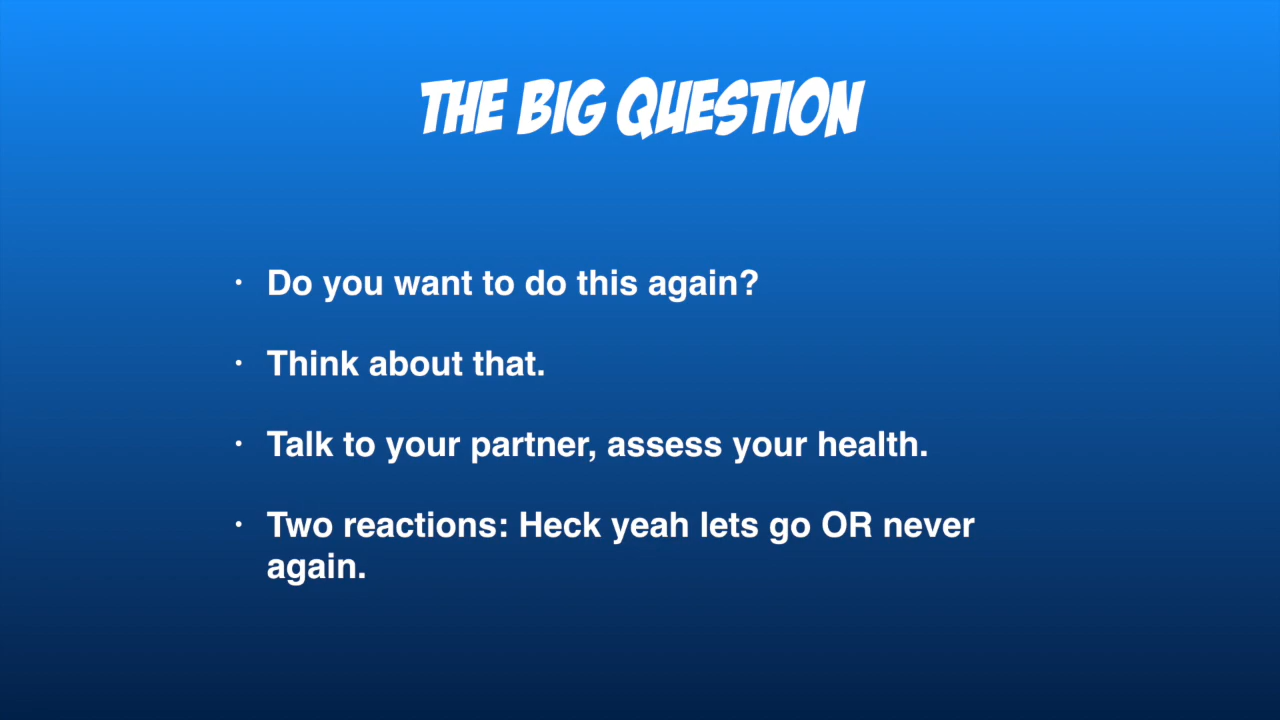 THE BIG QUESTION
• Do you want to do this again?
• Think about that.
• Talk to your partner, assess your health.
• Two reactions: Heck yeah lets go OR never
again.